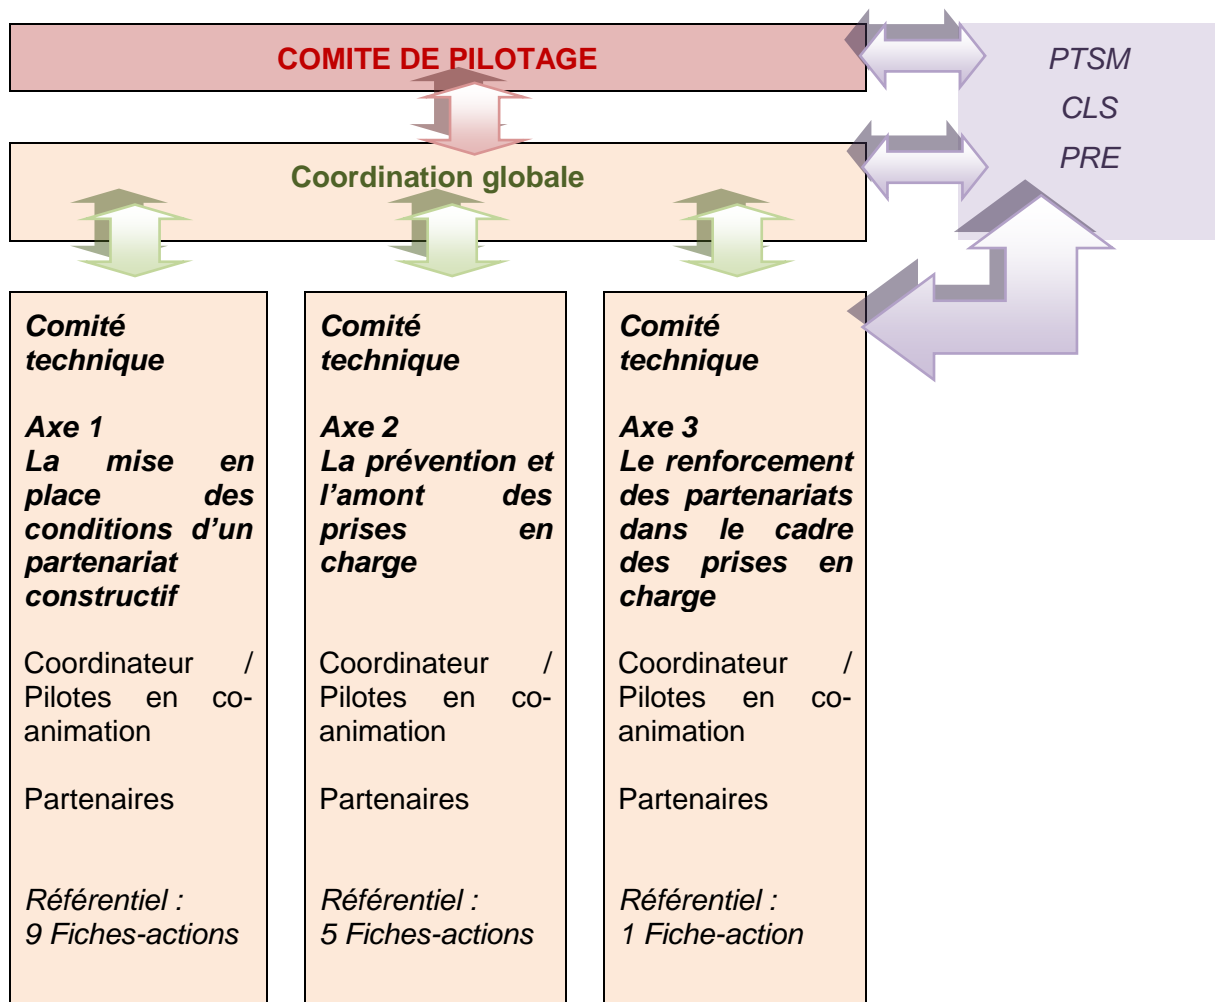 COMITE DE PILOTAGE
PTSM
CLS
PRE
Coordination globale
Comité
technique
Axe 1
La mise en
place des
conditions d’un
partenariat
constructif
Coordinateur /
Pilotes en co-
animation
Partenaires
Référentiel :
9 Fiches-actions
Comité
technique
Axe 2
La prévention et
l’amont des
prises en
charge
Coordinateur /
Pilotes en co-
animation
Partenaires
Référentiel :
5 Fiches-actions
Comité
technique
Axe 3
Le renforcement
des partenariats
dans le cadre
des prises en
charge
Coordinateur /
Pilotes en co-
animation
Partenaires
Référentiel :
1 Fiche-action